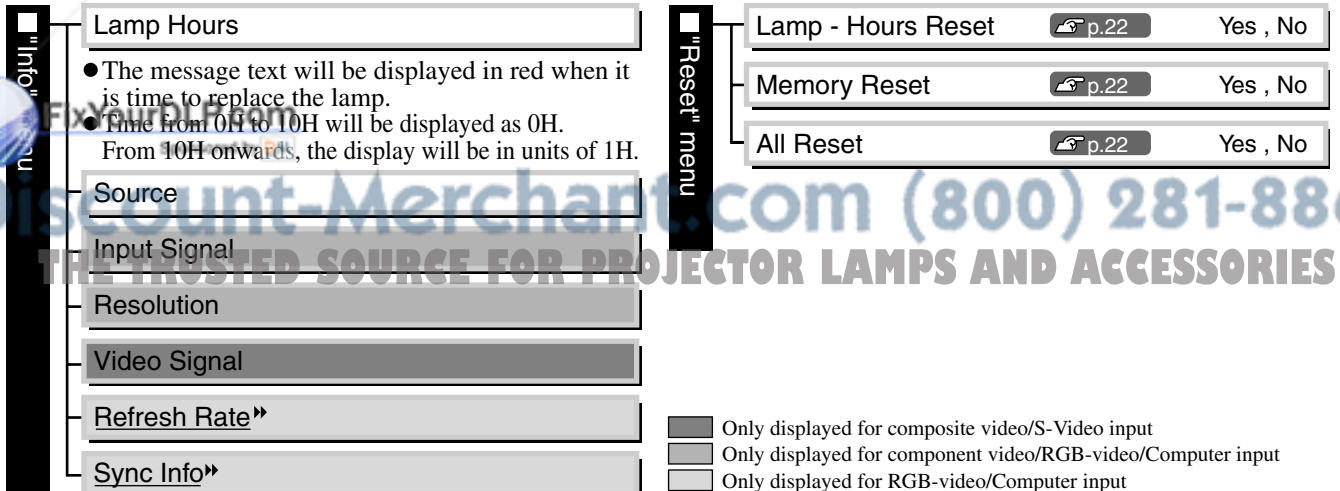 "Info" menu
Lamp Hours
●The message text will be displayed in red when it
is time to replace the lamp.
●Time from 0H to 10H will be displayed as 0H.
From 10H onwards, the display will be in units of 1H.
Source
Input Signal
Resolution
Video Signal
Refresh Rate
Sync Info
"Reset" menu
Lamp - Hours Reset p.22 Yes , No
Memory Reset p.22 Yes , No
All Reset p.22 Yes , No
Only displayed for composite video/S-Video input
Only displayed for component video/RGB-video/Computer input
Only displayed for RGB-video/Computer input
FixYourDLP.com
Discount-Merchant.com (800) 281-88
THE TRUSTED SOURCE FOR PROJECTOR LAMPS AND ACCESSORIES